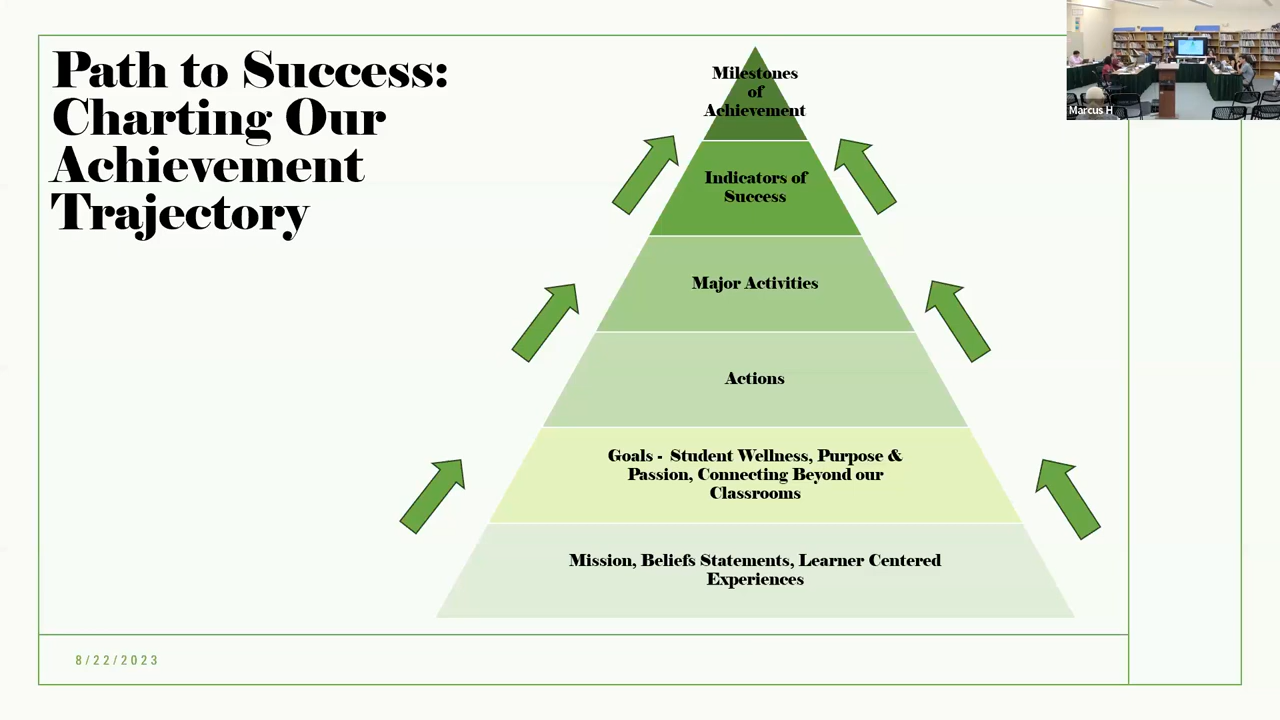 Path to Success:
Charting Our
Achievement
Trajectory
Milestones
of
Achievement
Indicators of
Success
Major Activities
Actions
Goals - Student Wellness, Purpose &
Passion, Connecting Beyond our
Classrooms
Mission, Beliefs Statements, Learner Centered
Experiences
8/22/2023
Marcus H